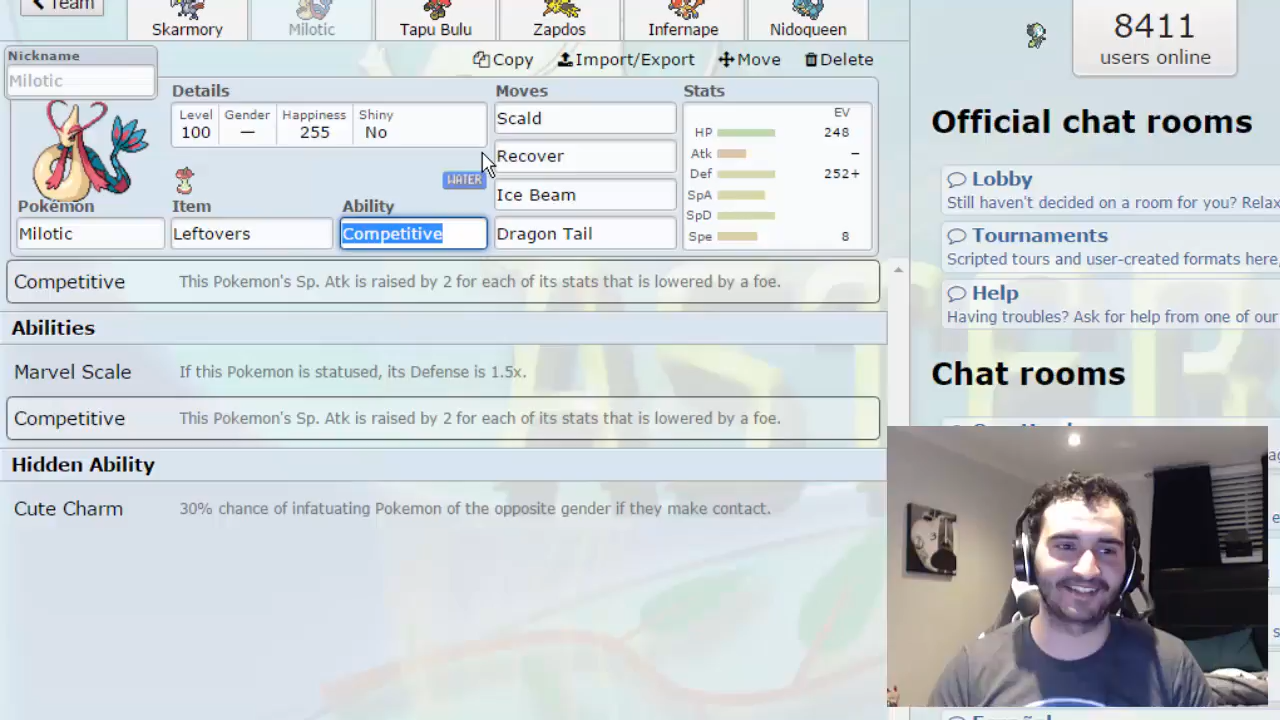 Team
Skarmory
Milotic
Tapu Bulu
Zapdos
Infernape
Nidoqueen
8411
users online
Nickname
Milotic
Copy
Import/Export
Move
Delete
Details
Moves
Stats
Level
Gender
Happiness
Shiny
100
—
255
No
Scald
Recover
Ice Beam
Dragon Tail
EV
HP 248
Atk –
Def 252+
SpA
SpD
Spe 8
WATER
Pokémon
Item
Ability
Milotic
Leftovers
Competitive
Competitive This Pokemon's Sp. Atk is raised by 2 for each of its stats that is lowered by a foe.
Abilities
Marvel Scale If this Pokemon is statused, its Defense is 1.5x.
Competitive This Pokemon's Sp. Atk is raised by 2 for each of its stats that is lowered by a foe.
Hidden Ability
Cute Charm 30% chance of infatuating Pokemon of the opposite gender if they make contact.
Official chat rooms
Lobby
Still haven't decided on a room for you? Relax
Tournaments
Scripted tours and user-created formats here,
Help
Having troubles? Ask for help from one of our
Chat rooms